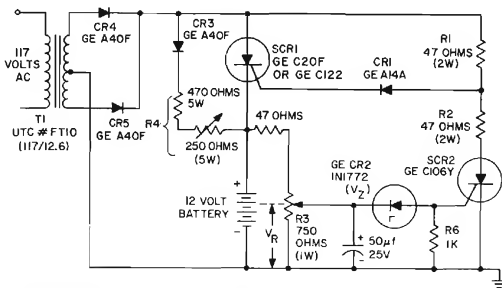 117
VOLTS
AC
T1
UTC # FT10
(117/12.6)
CR4
GE A40F
CR5
GE A40F
CR3
GE A40F
R4
470 OHMS
5W
250 OHMS
(5W)
SCR1
GE C20F
OR GE C122
CR1
GE A14A
R1
47 OHMS
(2W)
R2
47 OHMS
(2W)
SCR2
GE C106Y
47 OHMS
12 VOLT
BATTERY
+
-
VR
R3
750
OHMS
(1W)
GE CR2
IN1772
(VZ)
+
50µf
25V
R6
1K